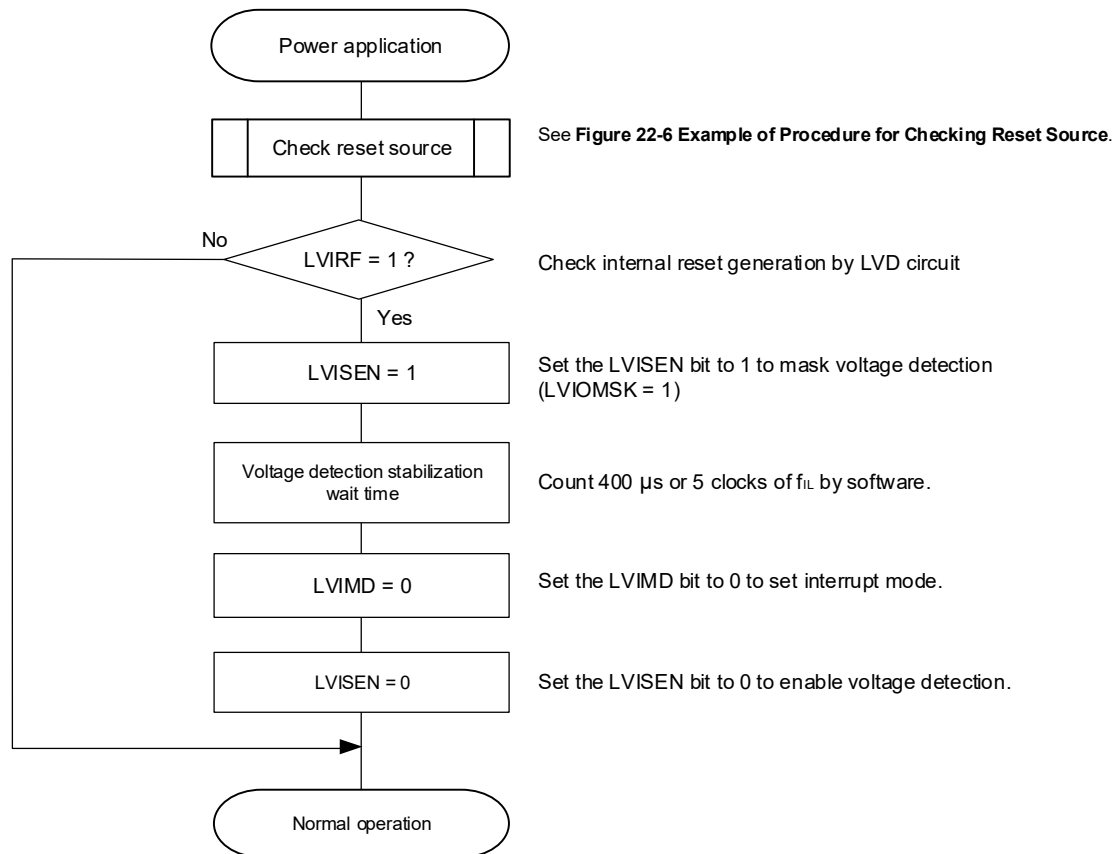 Power application
Check reset source
See Figure 22-6 Example of Procedure for Checking Reset Source.
No
LVIRF = 1 ?
Check internal reset generation by LVD circuit
Yes
LVISEN = 1
Set the LVISEN bit to 1 to mask voltage detection
(LVIOMSK = 1)
Voltage detection stabilization
wait time
Count 400 µs or 5 clocks of fIL by software.
LVIMD = 0
Set the LVIMD bit to 0 to set interrupt mode.
LVISEN = 0
Set the LVISEN bit to 0 to enable voltage detection.
Normal operation